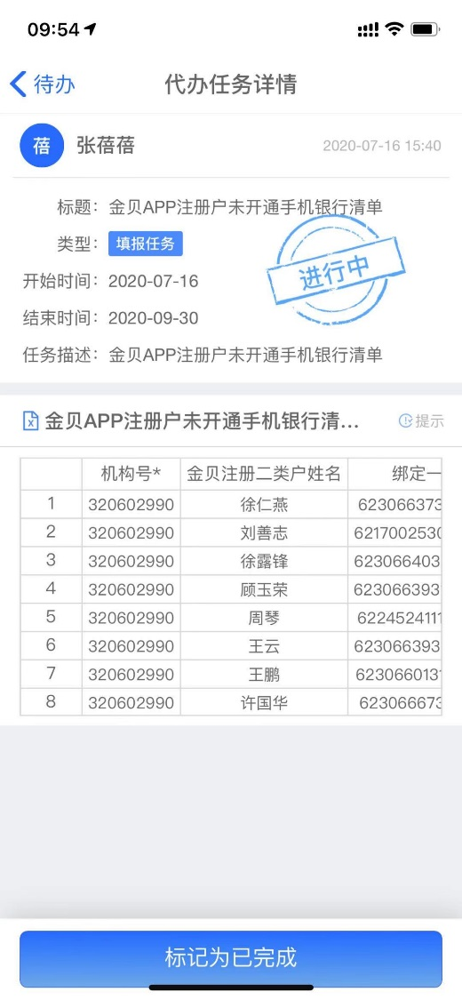 09:54
待办
代办任务详情
蓓 张蓓蓓 2020-07-16 15:40
标题: 金贝APP注册户未开通手机银行清单
类型: 填报任务
进行中
开始时间: 2020-07-16
结束时间: 2020-09-30
任务描述: 金贝APP注册户未开通手机银行清单
金贝APP注册户未开通手机银行清... 提示
机构号* 金贝注册二类户姓名 绑定一
1 320602990 徐仁燕 623066373
2 320602990 刘善志 6217002530
3 320602990 徐露锋 623066403
4 320602990 顾玉荣 623066393
5 320602990 周琴 6224524111
6 320602990 王云 623066393
7 320602990 王鹏 6230660131
8 320602990 许国华 623066673
标记为已完成